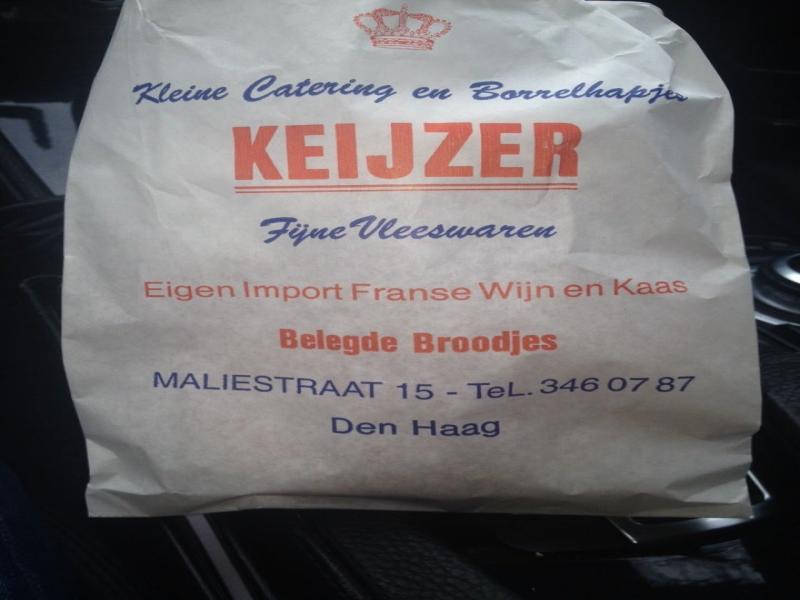 Kleine Catering en Borrelhapjes
KEIJZER
Fijne Vleeswaren
Eigen Import Franse Wijn en Kaas
Belegde Broodjes
MALIESTRAAT 15 - TEL. 346 07 87
Den Haag